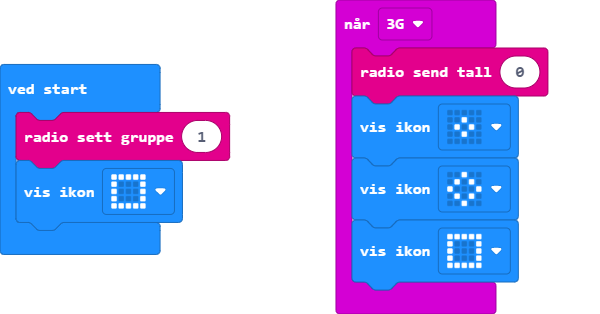 ved start
radio sett gruppe 1
vis ikon
når 3G
radio send tall 0
vis ikon
vis ikon
vis ikon